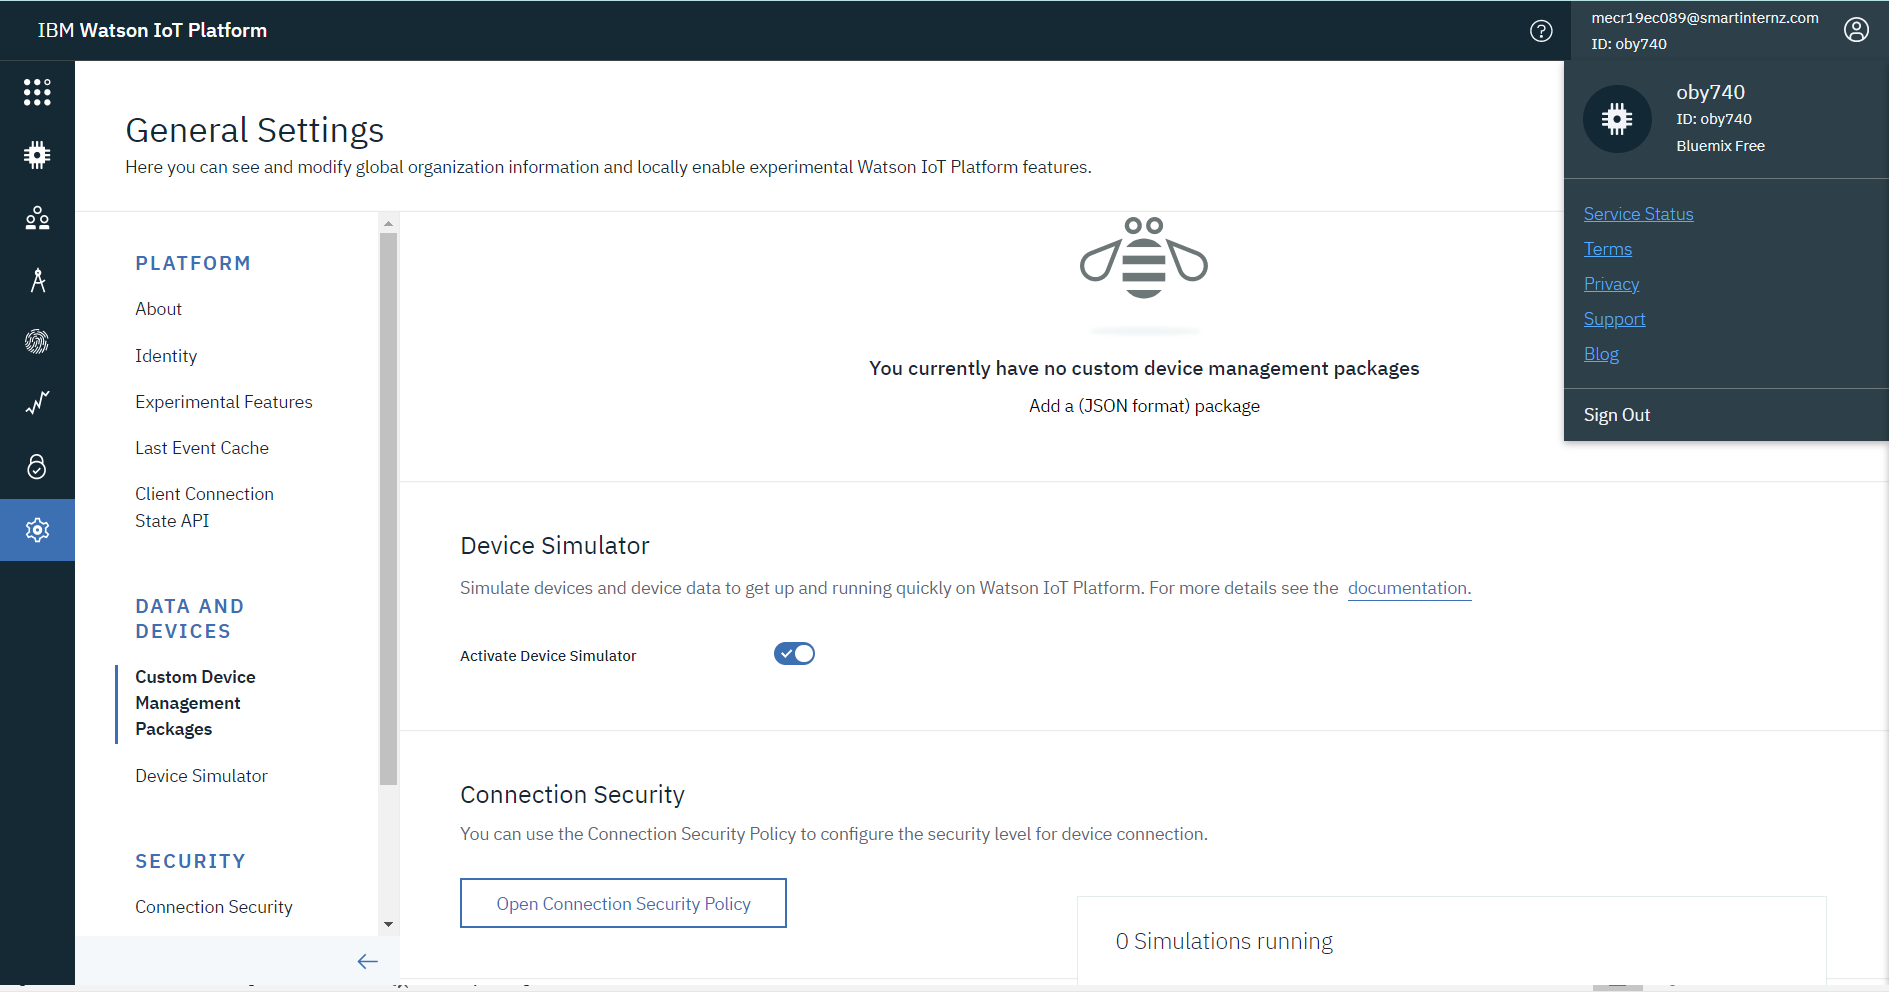 IBM Watson IoT Platform
mecr19ec089@smartinternz.com
ID: oby740
oby740
ID: oby740
Bluemix Free
Service Status
Terms
Privacy
Support
Blog
Sign Out
General Settings
Here you can see and modify global organization information and locally enable experimental Watson IoT Platform features.
PLATFORM
About
Identity
Experimental Features
Last Event Cache
Client Connection
State API
DATA AND
DEVICES
Custom Device
Management
Packages
Device Simulator
SECURITY
Connection Security
You currently have no custom device management packages
Add a (JSON format) package
Device Simulator
Simulate devices and device data to get up and running quickly on Watson IoT Platform. For more details see the documentation.
Activate Device Simulator
Connection Security
You can use the Connection Security Policy to configure the security level for device connection.
Open Connection Security Policy
0 Simulations running